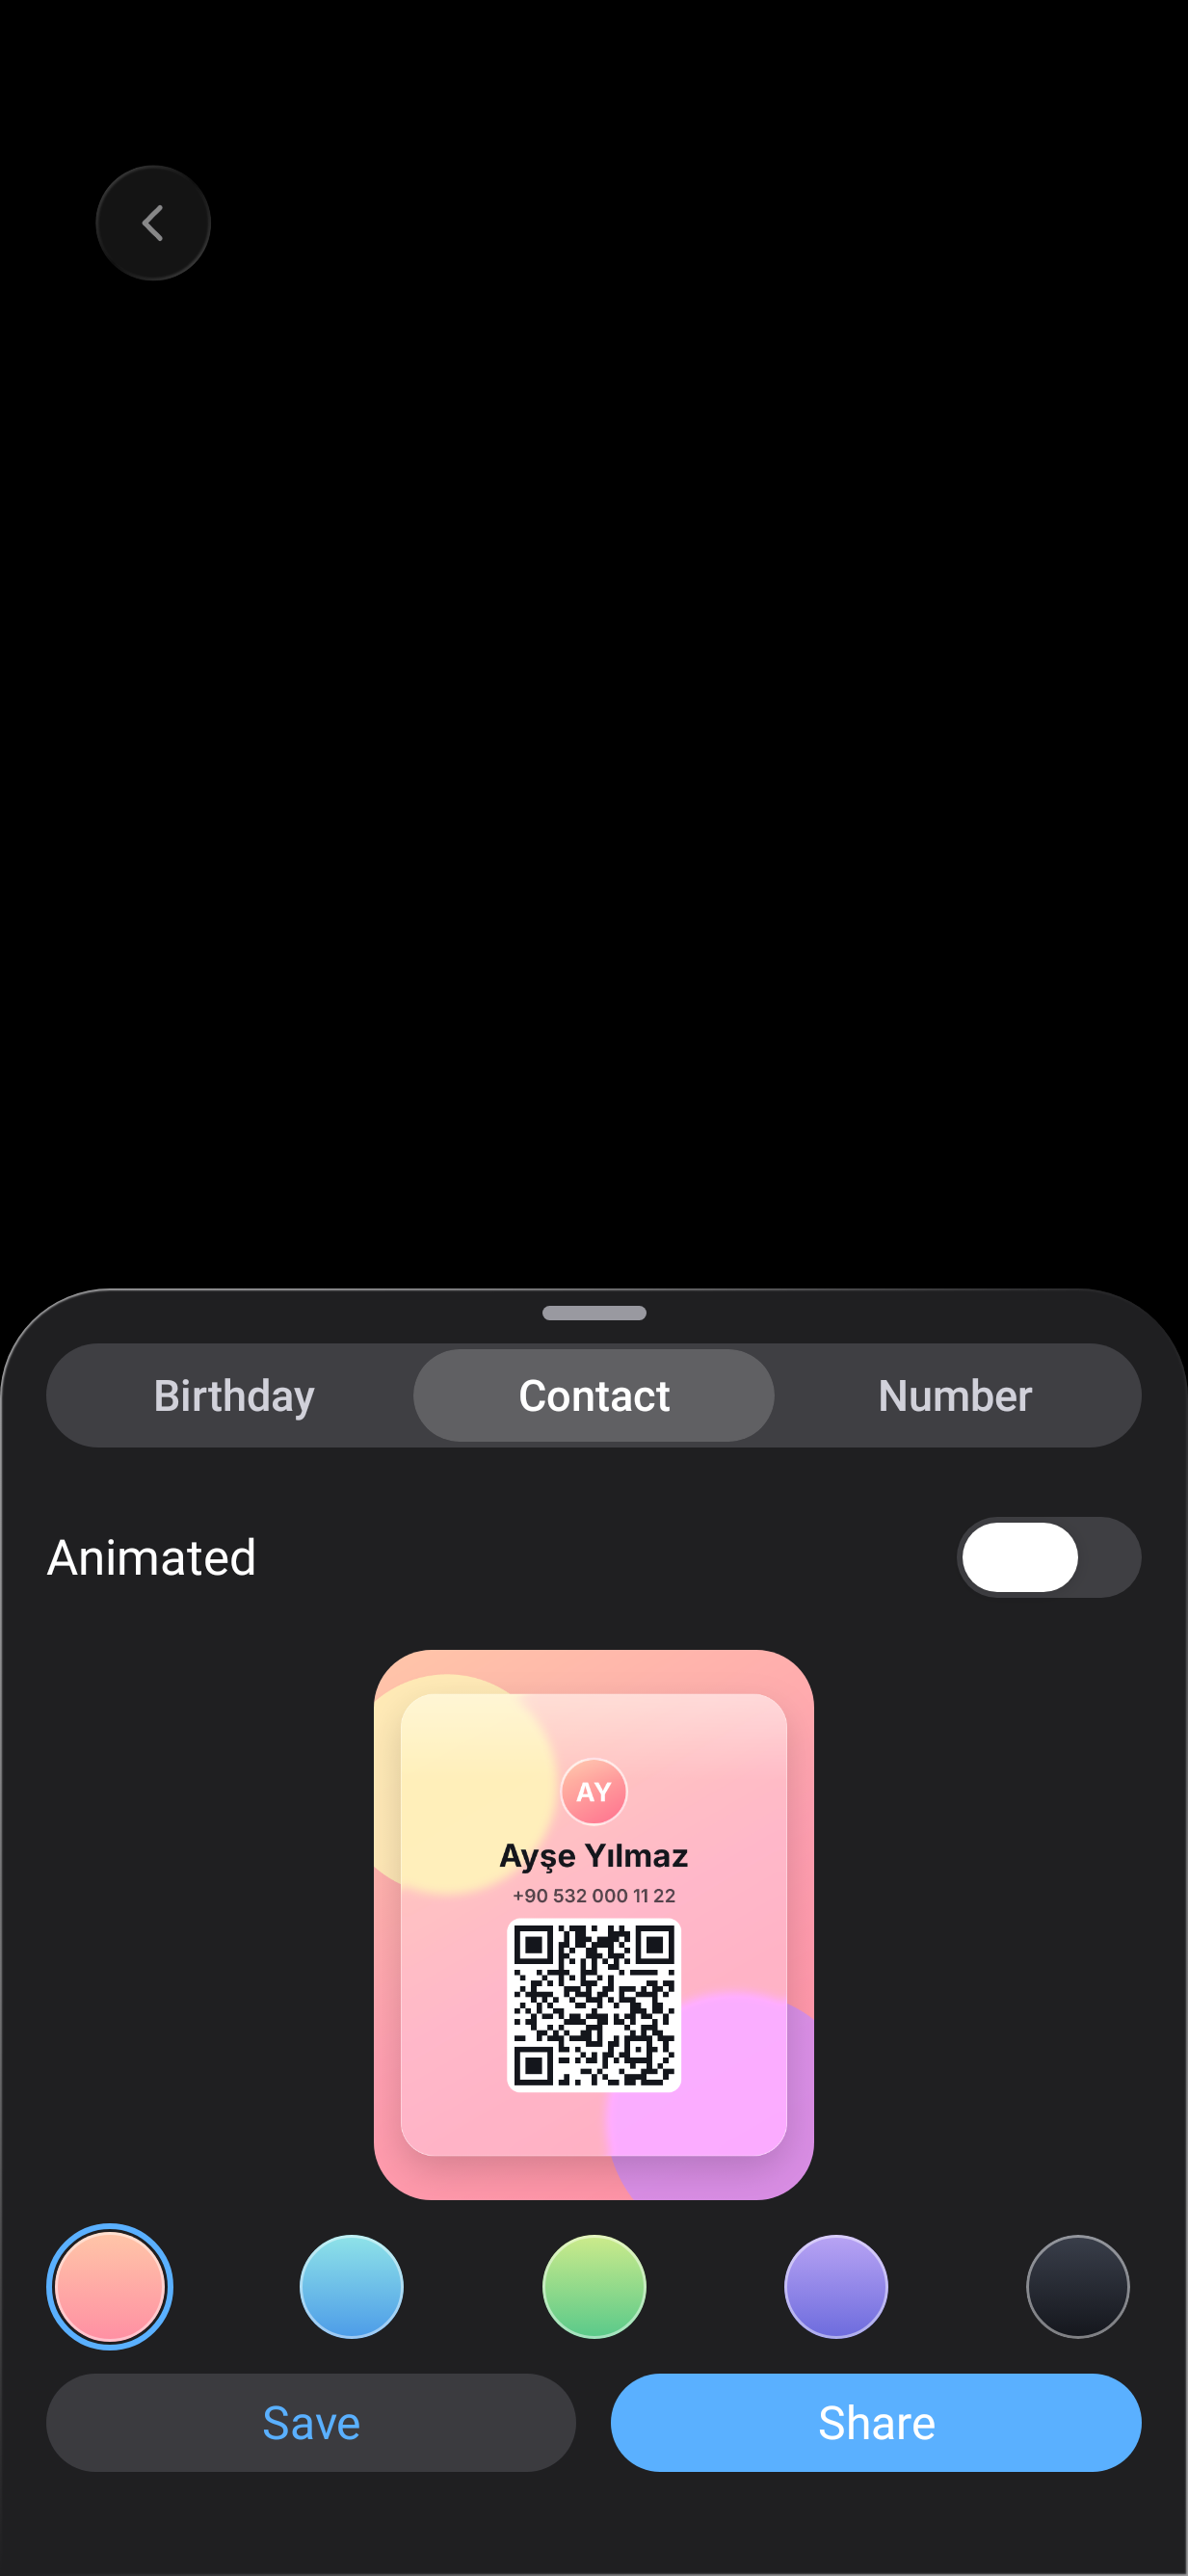 Birthday
Contact
Number
Animated
AY
Ayşe Yılmaz
+90 532 000 11 22
Save
Share